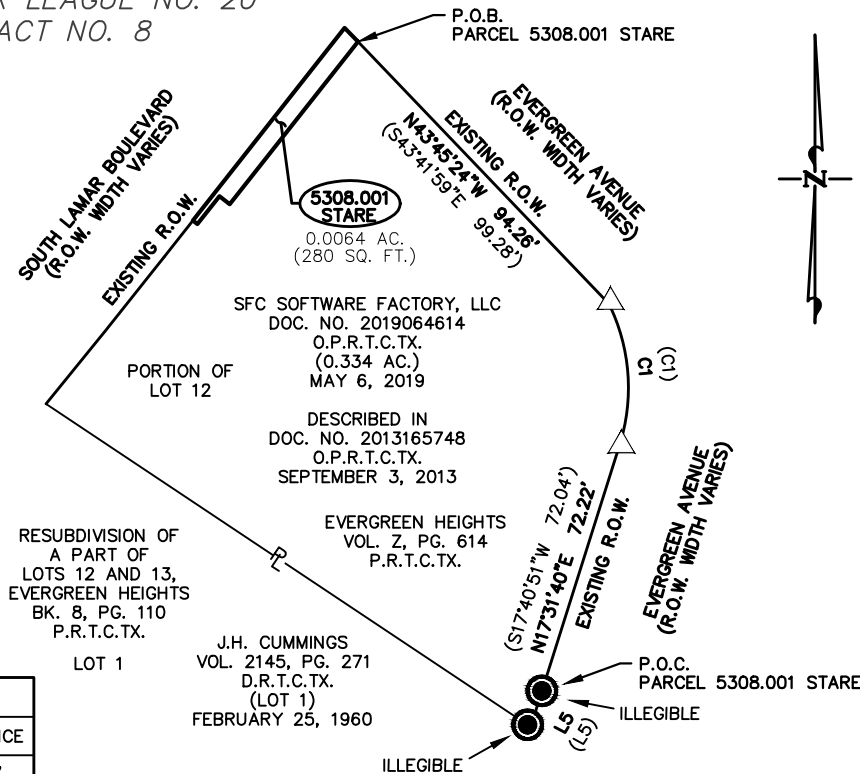 LEAGUE NO. 20
ACT NO. 8
P.O.B.
PARCEL 5308.001 STARE
SOUTH LAMAR BOULEVARD
(R.O.W. WIDTH VARIES)
EXISTING R.O.W.
EVERGREEN AVENUE
(R.O.W. WIDTH VARIES)
EXISTING R.O.W.
N43°45'24"W 94.26'
(S43°41'59"E 99.28')
N
5308.001
STARE
0.0064 AC.
(280 SQ. FT.)
SFC SOFTWARE FACTORY, LLC
DOC. NO. 2019064614
O.P.R.T.C.TX.
(0.334 AC.)
MAY 6, 2019
PORTION OF
LOT 12
C1
(C1)
DESCRIBED IN
DOC. NO. 2013165748
O.P.R.T.C.TX.
SEPTEMBER 3, 2013
EVERGREEN HEIGHTS
VOL. Z, PG. 614
P.R.T.C.TX.
(S17°40'51"W 72.04')
N17°31'40"E 72.22'
EXISTING R.O.W.
EVERGREEN AVENUE
(R.O.W. WIDTH VARIES)
RESUBDIVISION OF
A PART OF
LOTS 12 AND 13,
EVERGREEN HEIGHTS
BK. 8, PG. 110
P.R.T.C.TX.
LOT 1
PL
J.H. CUMMINGS
VOL. 2145, PG. 271
D.R.T.C.TX.
(LOT 1)
FEBRUARY 25, 1960
P.O.C.
PARCEL 5308.001 STARE
ILLEGIBLE
L5
(L5)
ILLEGIBLE
CE